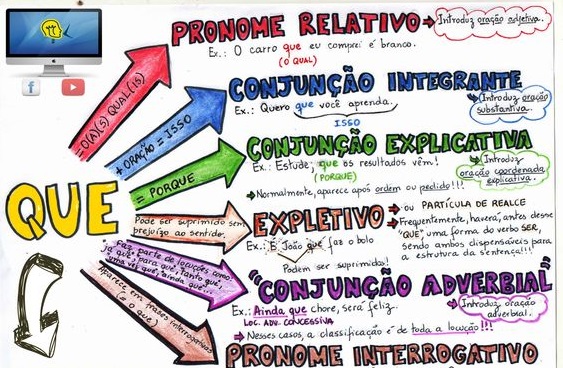 QUE
= O(A)(S) QUAL(IS)
PRONOME RELATIVO
Introduz oração adjetiva.
Ex.: O carro que eu comprei é branco.
(O QUAL)
+ ORAÇÃO = ISSO
CONJUNÇÃO INTEGRANTE
Ex.: Quero que você aprenda.
ISSO
Introduz oração
substantiva.
= PORQUE
CONJUNÇÃO EXPLICATIVA
Ex.: Estude, que os resultados vêm!
(PORQUE)
Introduz
oração coordenada
explicativa.
Normalmente, aparece após ordem ou pedido!!!
Pode ser suprimido sem
prejuízo ao sentido.
EXPLETIVO
ou PARTÍCULA DE REALCE
Frequentemente, haverá, antes desse
"QUE", uma forma do verbo SER,
sendo ambos dispensáveis para
a estrutura da sentença!!!
Ex.: É João que faz o bolo
Podem ser suprimidos!
Faz parte de locuções como
já que, para que, tanto que,
uma vez que, ainda que...
"CONJUNÇÃO ADVERBIAL"
Ex.: Ainda que chore, será feliz.
LOC. ADV. CONCESSIVA
Introduz oração
adverbial.
Nesses casos, a classificação é de toda a locução!!!
Aparece em frases interrogativas
(= o que)
PRONOME INTERROGATIVO